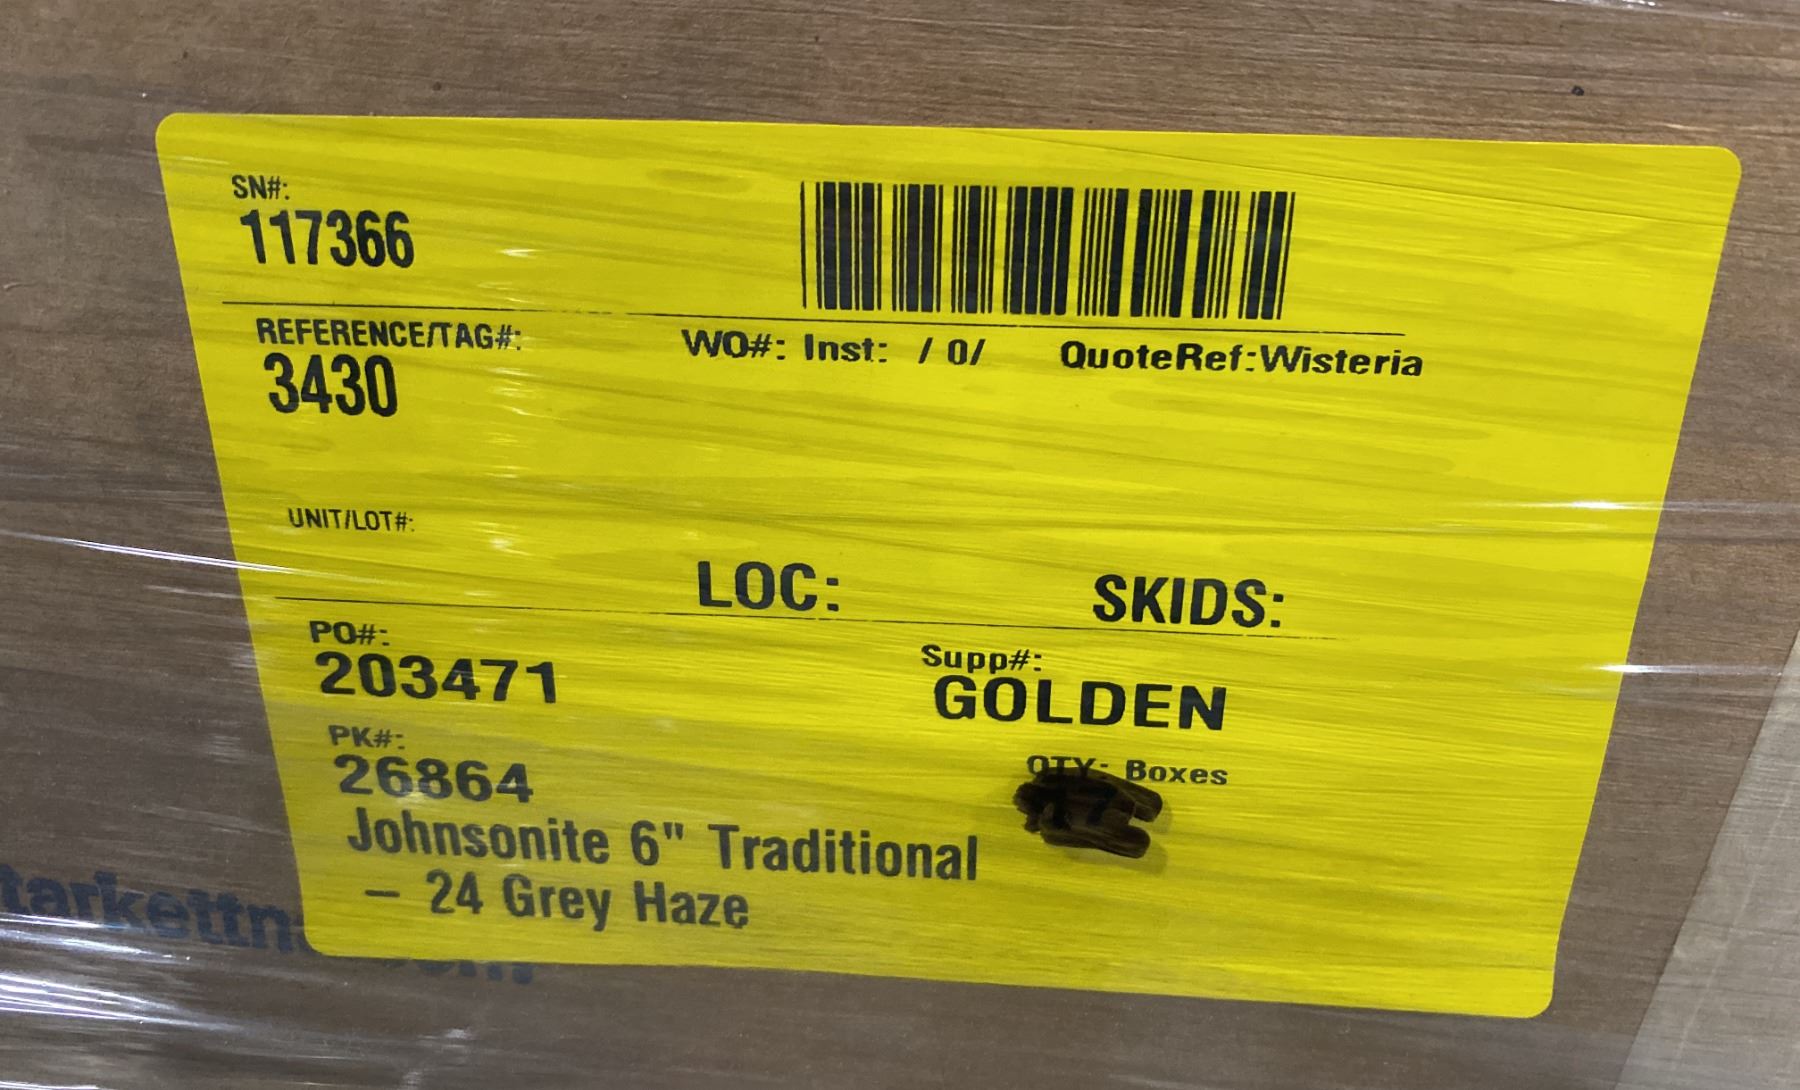 SN#:
117366
REFERENCE/TAG#:
3430
WO#: Inst: / 0/ QuoteRef:Wisteria
UNIT/LOT#:
LOC: SKIDS:
PO#:
203471
Supp#:
GOLDEN
PK#:
26864
QTY: Boxes
Johnsonite 6" Traditional
– 24 Grey Haze